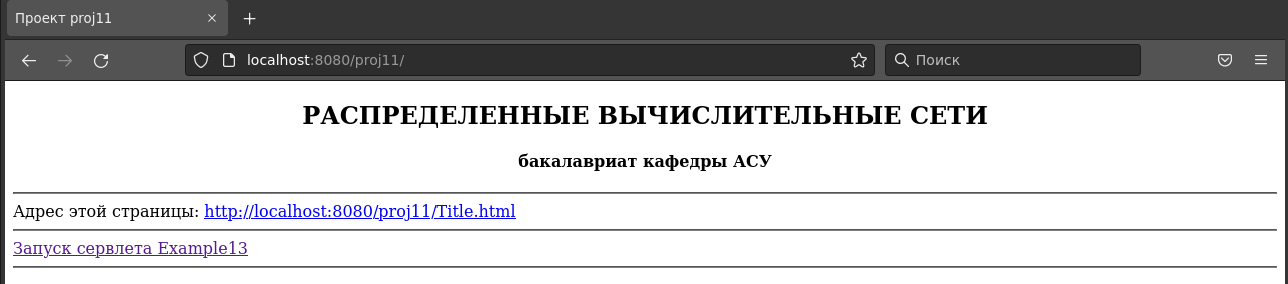 Проект proj11
localhost:8080/proj11/
Поиск
РАСПРЕДЕЛЕННЫЕ ВЫЧИСЛИТЕЛЬНЫЕ СЕТИ
бакалавриат кафедры АСУ
Адрес этой страницы: http://localhost:8080/proj11/Title.html
Запуск сервлета Example13